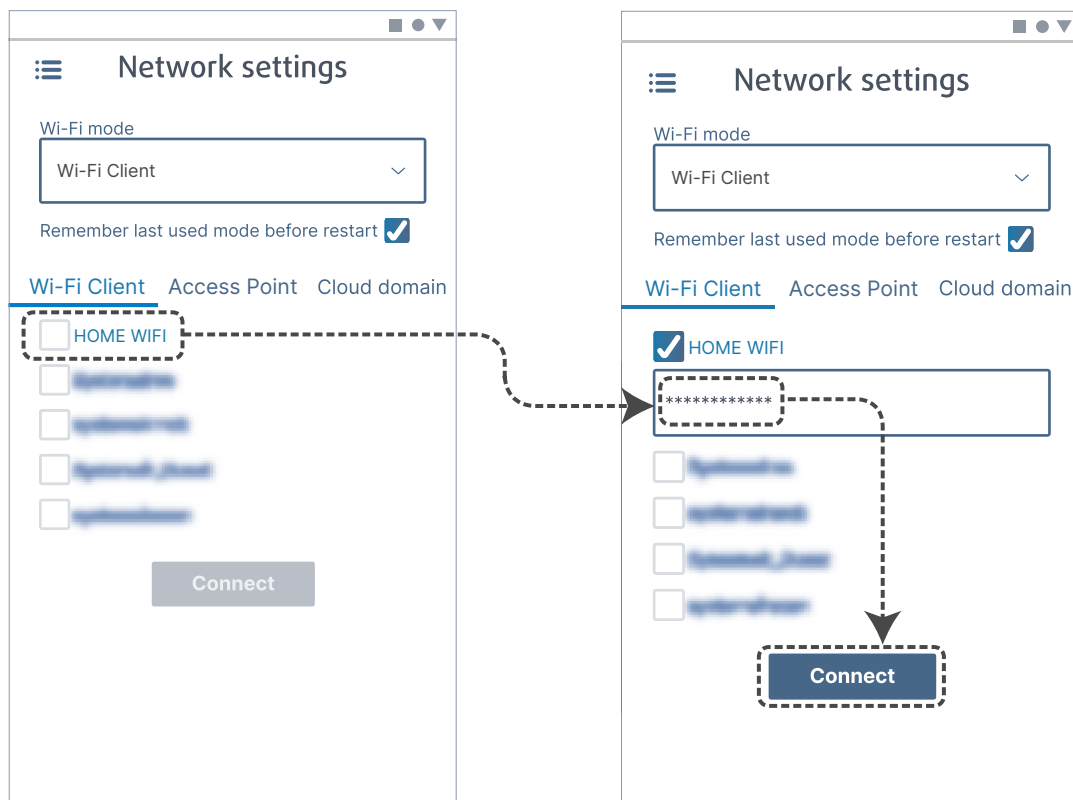 Network settings
Wi-Fi mode
Wi-Fi Client
Remember last used mode before restart
Wi-Fi Client Access Point Cloud domain
HOME WIFI
Connect
Network settings
Wi-Fi mode
Wi-Fi Client
Remember last used mode before restart
Wi-Fi Client Access Point Cloud domain
HOME WIFI
************
Connect